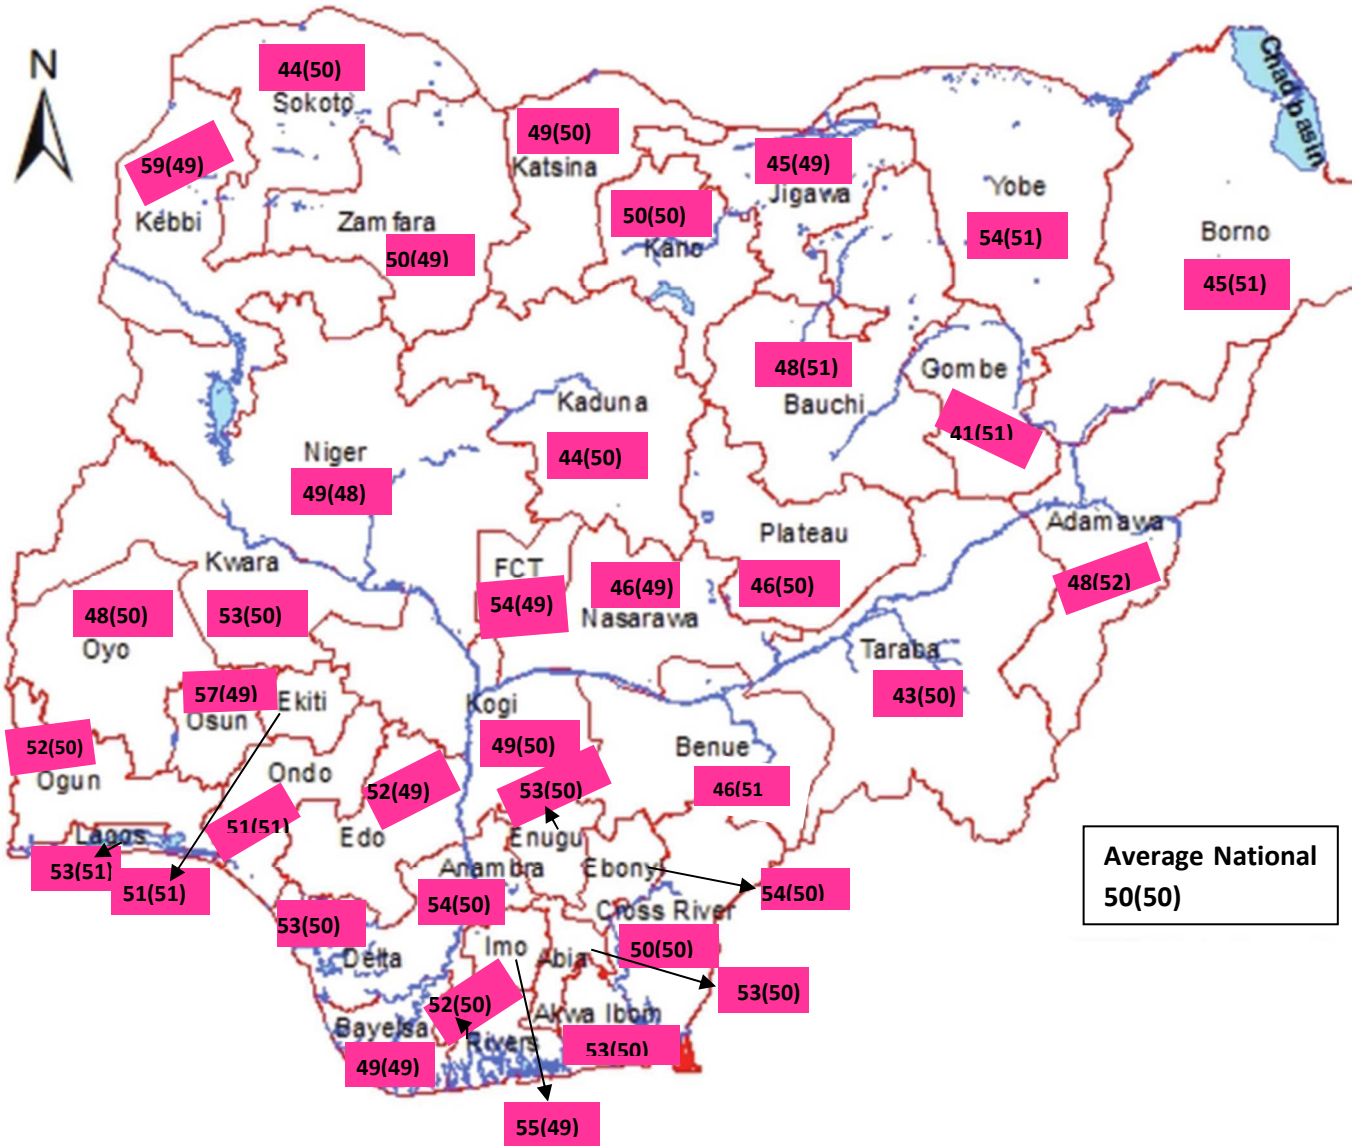 N
44(50)
Sokoto
59(49)
Kebbi
Zamfara
50(49)
49(50)
Katsina
50(50)
Kano
45(49)
Jigawa
Yobe
54(51)
Borno
45(51)
Chad basin
48(51)
Bauchi
Gombe
41(51)
Kaduna
44(50)
Niger
49(48)
Plateau
46(50)
Adamawa
48(52)
FCT
54(49)
46(49)
Nasarawa
Kwara
53(50)
48(50)
Oyo
Taraba
43(50)
57(49)
Osun
Ekiti
Kogi
49(50)
Benue
46(51
52(50)
Ogun
Ondo
51(51)
52(49)
Edo
53(50)
Enugu
Lagos
53(51)
51(51)
Anambra
54(50)
Ebonyi
54(50)
Cross River
50(50)
53(50)
Delta
Imo
Abia
53(50)
52(50)
Rivers
Bayelsa
49(49)
Akwa Ibom
53(50)
55(49)
Average National
50(50)